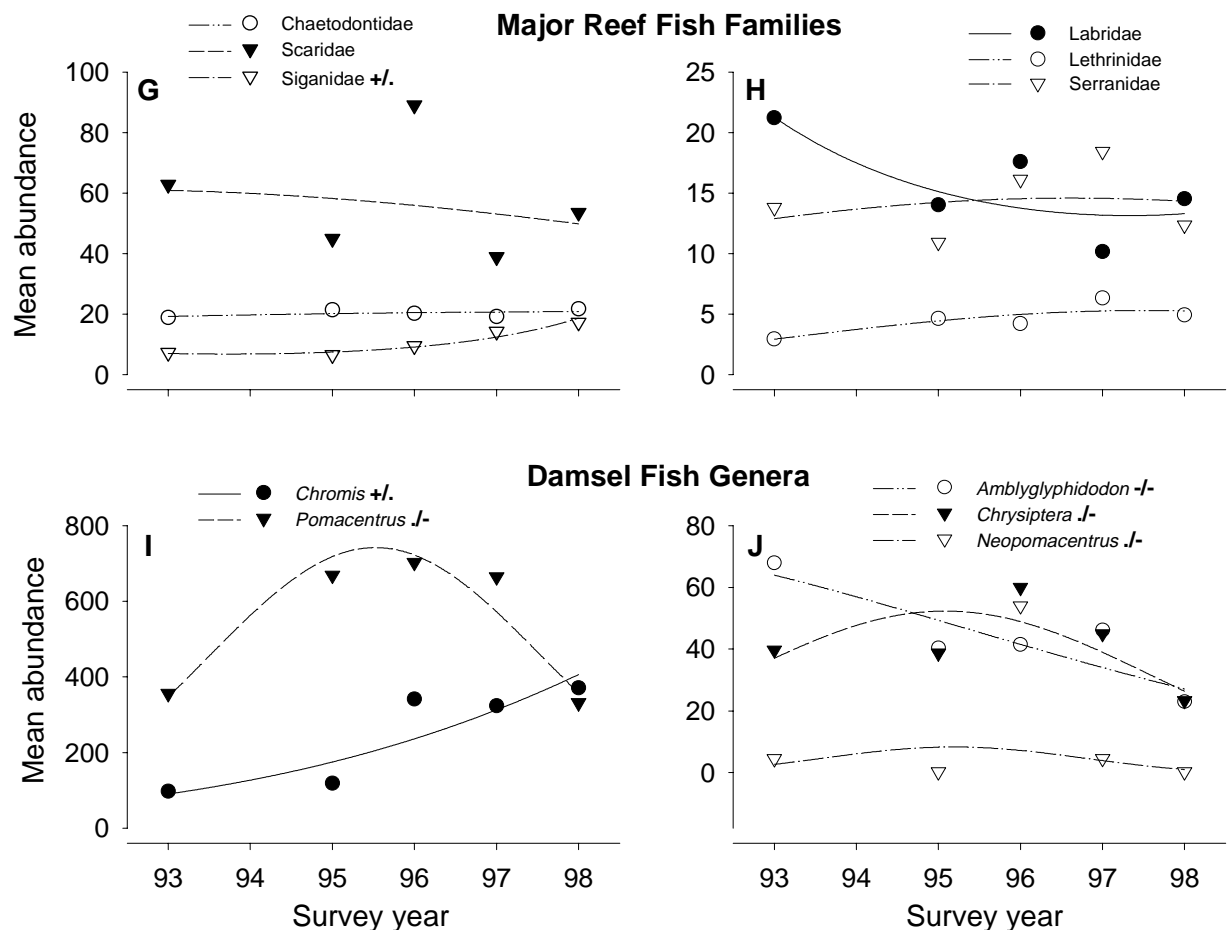 Major Reef Fish Families
Chaetodontidae
Scaridae
Siganidae +/.
G
100
80
60
40
20
0
Mean abundance
Labridae
Lethrinidae
Serranidae
H
25
20
15
10
5
0
Damsel Fish Genera
Chromis +/.
Pomacentrus ./-
I
800
600
400
200
0
Mean abundance
93 94 95 96 97 98
Survey year
Amblyglyphidodon -/-
Chrysiptera ./-
Neopomacentrus ./-
J
80
60
40
20
0
93 94 95 96 97 98
Survey year